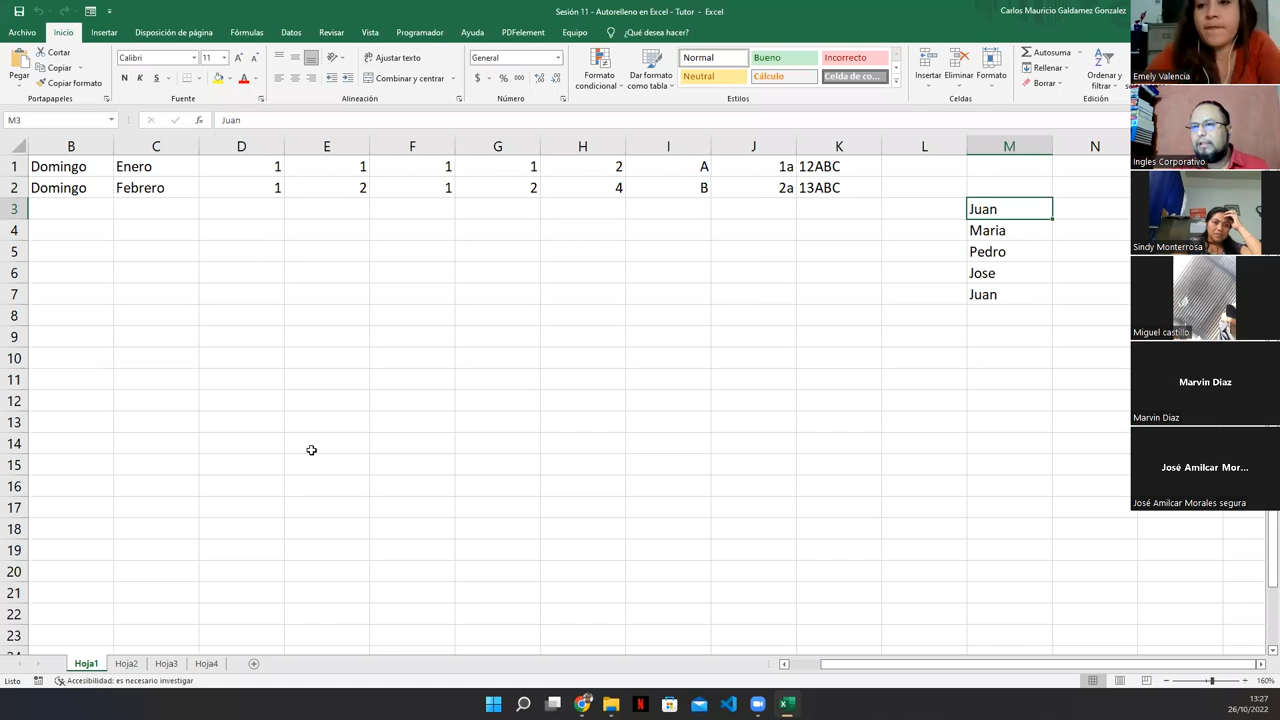 Sesión 11 - Autorelleno en Excel - Tutor - Excel
Carlos Mauricio Galdamez Gonzalez
Archivo Inicio Insertar Disposición de página Fórmulas Datos Revisar Vista Programador Ayuda PDFelement Equipo ¿Qué desea hacer?
Pegar
Cortar
Copiar
Copiar formato
Portapapeles
Calibri 11
N K S
Fuente
Ajustar texto
Combinar y centrar
Alineación
General
$ % 000
Número
Formato condicional
Dar formato como tabla
Normal Bueno Incorrecto
Neutral Cálculo Celda de co...
Estilos
Insertar Eliminar Formato
Celdas
Autosuma
Rellenar
Borrar
Ordenar y filtrar
Edición
M3 fx Juan
B C D E F G H I J K L M N
1 Domingo Enero 1 1 1 1 2 A 1a 12ABC
2 Domingo Febrero 1 2 1 2 4 B 2a 13ABC
3 Juan
4 Maria
5 Pedro
6 Jose
7 Juan
8
9
10
11
12
13
14
15
16
17
18
19
20
21
22
23
Hoja1 Hoja2 Hoja3 Hoja4
Listo Accesibilidad: es necesario investigar 160%
13:27
26/10/2022
Emely Valencia
Ingles Corporativo
Sindy Monterrosa
Miguel castillo
Marvin Diaz
Marvin Diaz
José Amilcar Mor...
José Amilcar Morales segura